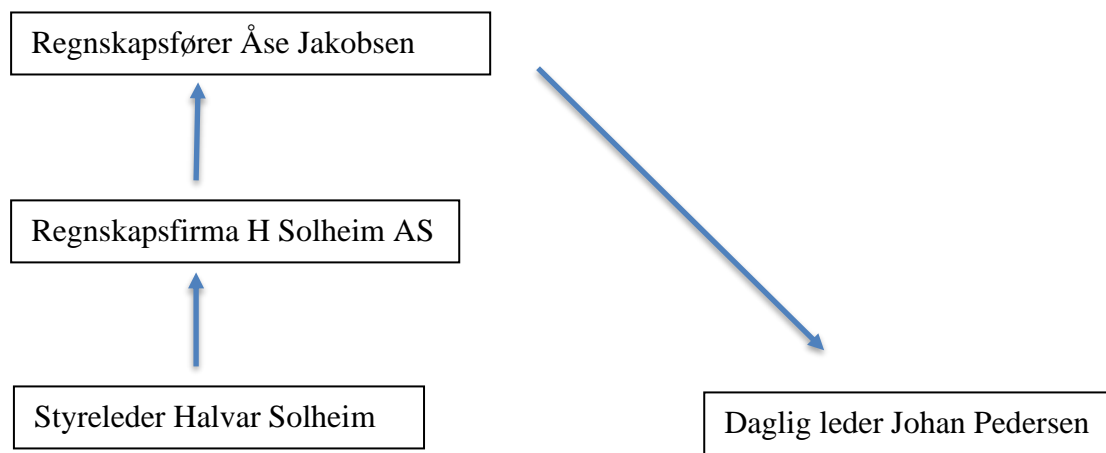 Regnskapsfører Åse Jakobsen
Regnskapsfirma H Solheim AS
Styreleder Halvar Solheim
Daglig leder Johan Pedersen